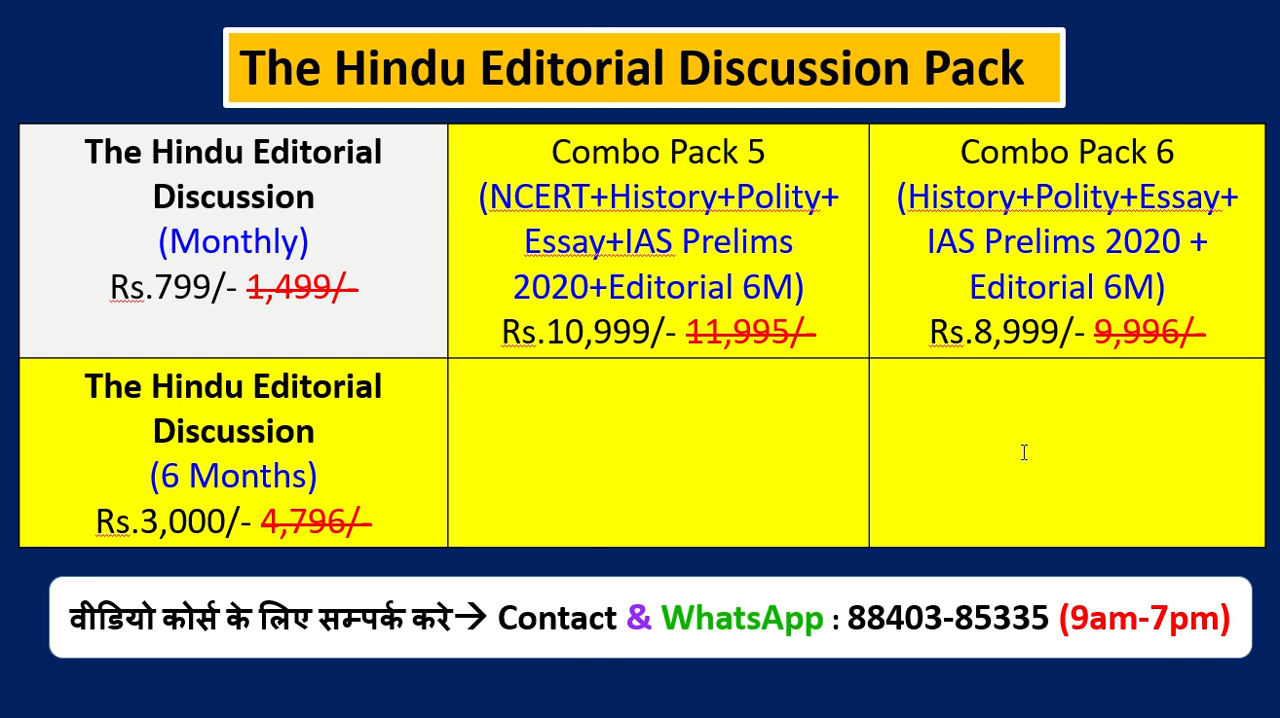 The Hindu Editorial Discussion Pack
The Hindu Editorial
Discussion
(Monthly)
Rs.799/- 1,499/-
Combo Pack 5
(NCERT+History+Polity+
Essay+IAS Prelims
2020+Editorial 6M)
Rs.10,999/- 11,995/-
Combo Pack 6
(History+Polity+Essay+
IAS Prelims 2020 +
Editorial 6M)
Rs.8,999/- 9,996/-
The Hindu Editorial
Discussion
(6 Months)
Rs.3,000/- 4,796/-
वीडियो कोर्स के लिए सम्पर्क करे→ Contact & WhatsApp : 88403-85335 (9am-7pm)